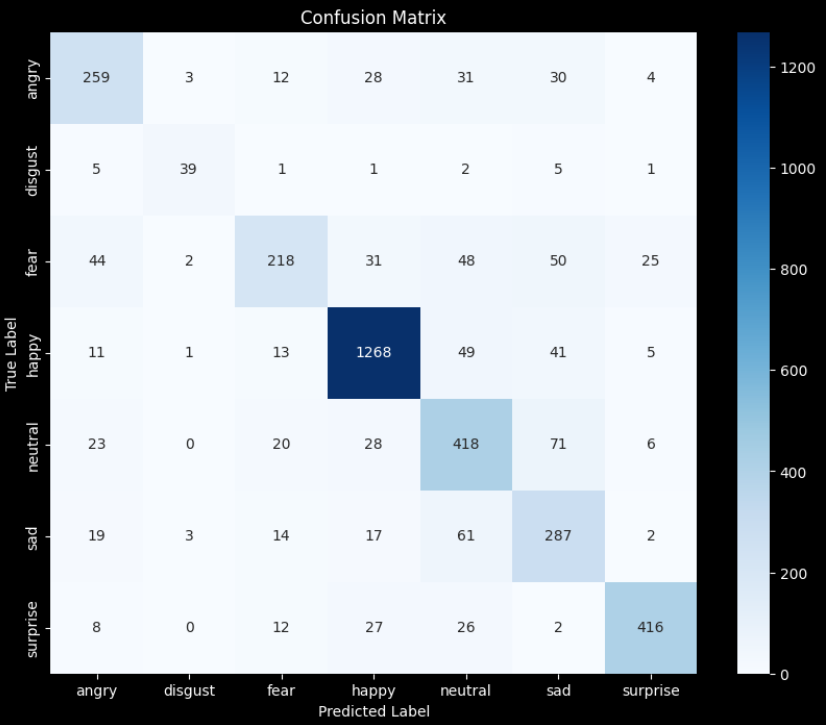 Confusion Matrix
angry 259 3 12 28 31 30 4
disgust 5 39 1 1 2 5 1
fear 44 2 218 31 48 50 25
happy 11 1 13 1268 49 41 5
neutral 23 0 20 28 418 71 6
sad 19 3 14 17 61 287 2
surprise 8 0 12 27 26 2 416
angry disgust fear happy neutral sad surprise
Predicted Label
True Label
1200
1000
800
600
400
200
0